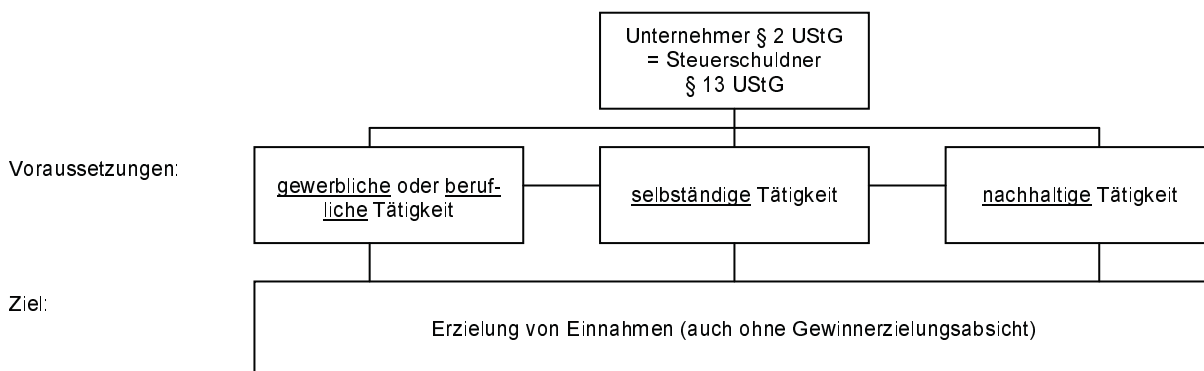 Unternehmer § 2 UStG
= Steuerschuldner
§ 13 UStG
Voraussetzungen:
gewerbliche oder beruf-
liche Tätigkeit
selbständige Tätigkeit
nachhaltige Tätigkeit
Ziel:
Erzielung von Einnahmen (auch ohne Gewinnerzielungsabsicht)